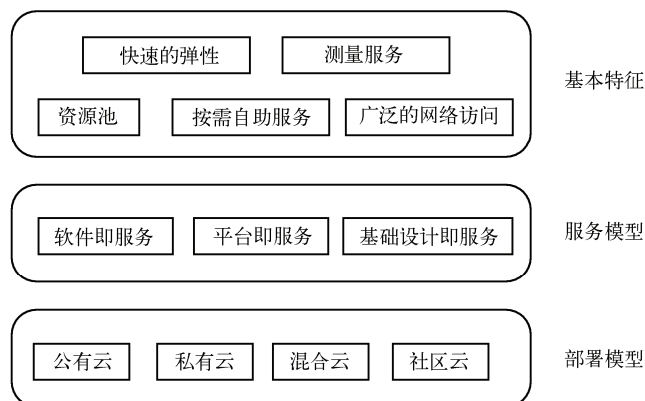 快速的弹性 测量服务
基本特征
资源池 按需自助服务 广泛的网络访问
软件即服务 平台即服务 基础设计即服务 服务模型
公有云 私有云 混合云 社区云 部署模型